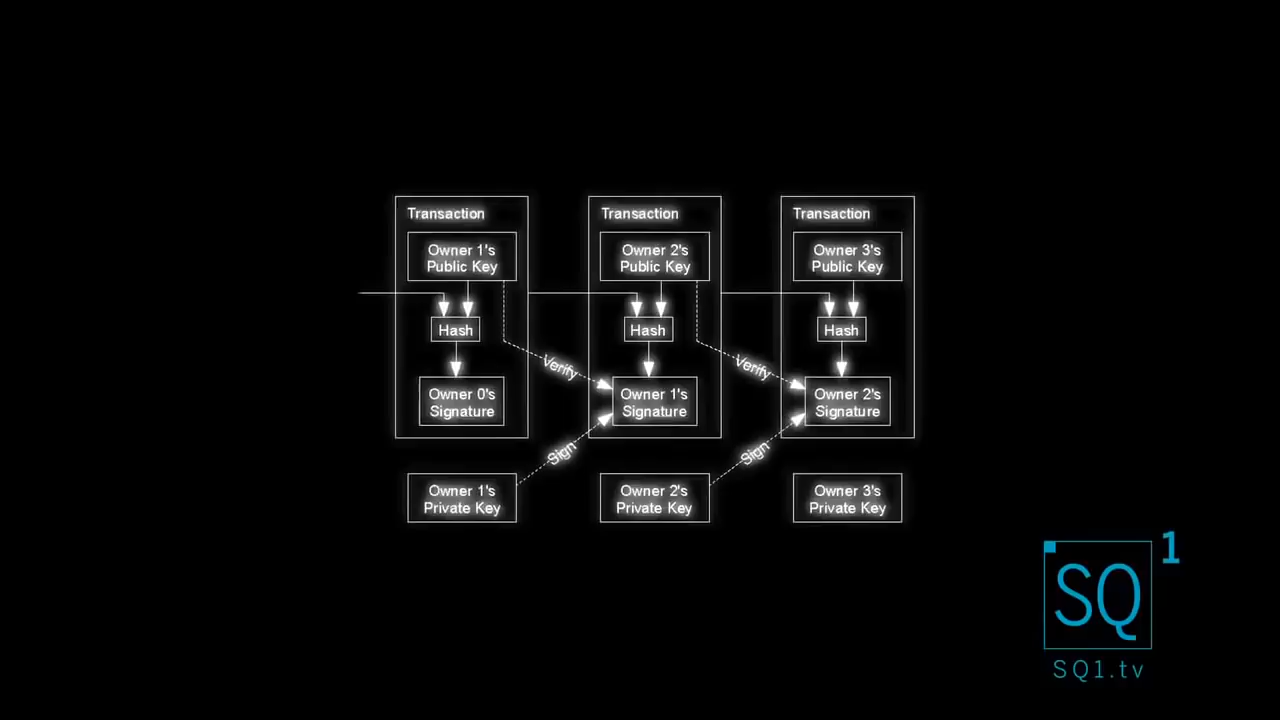 Transaction
Owner 1's
Public Key
Hash
Owner 0's
Signature
Verify
Sign
Owner 1's
Private Key
Transaction
Owner 2's
Public Key
Hash
Owner 1's
Signature
Verify
Sign
Owner 2's
Private Key
Transaction
Owner 3's
Public Key
Hash
Owner 2's
Signature
Owner 3's
Private Key
SQ 1
SQ1.tv